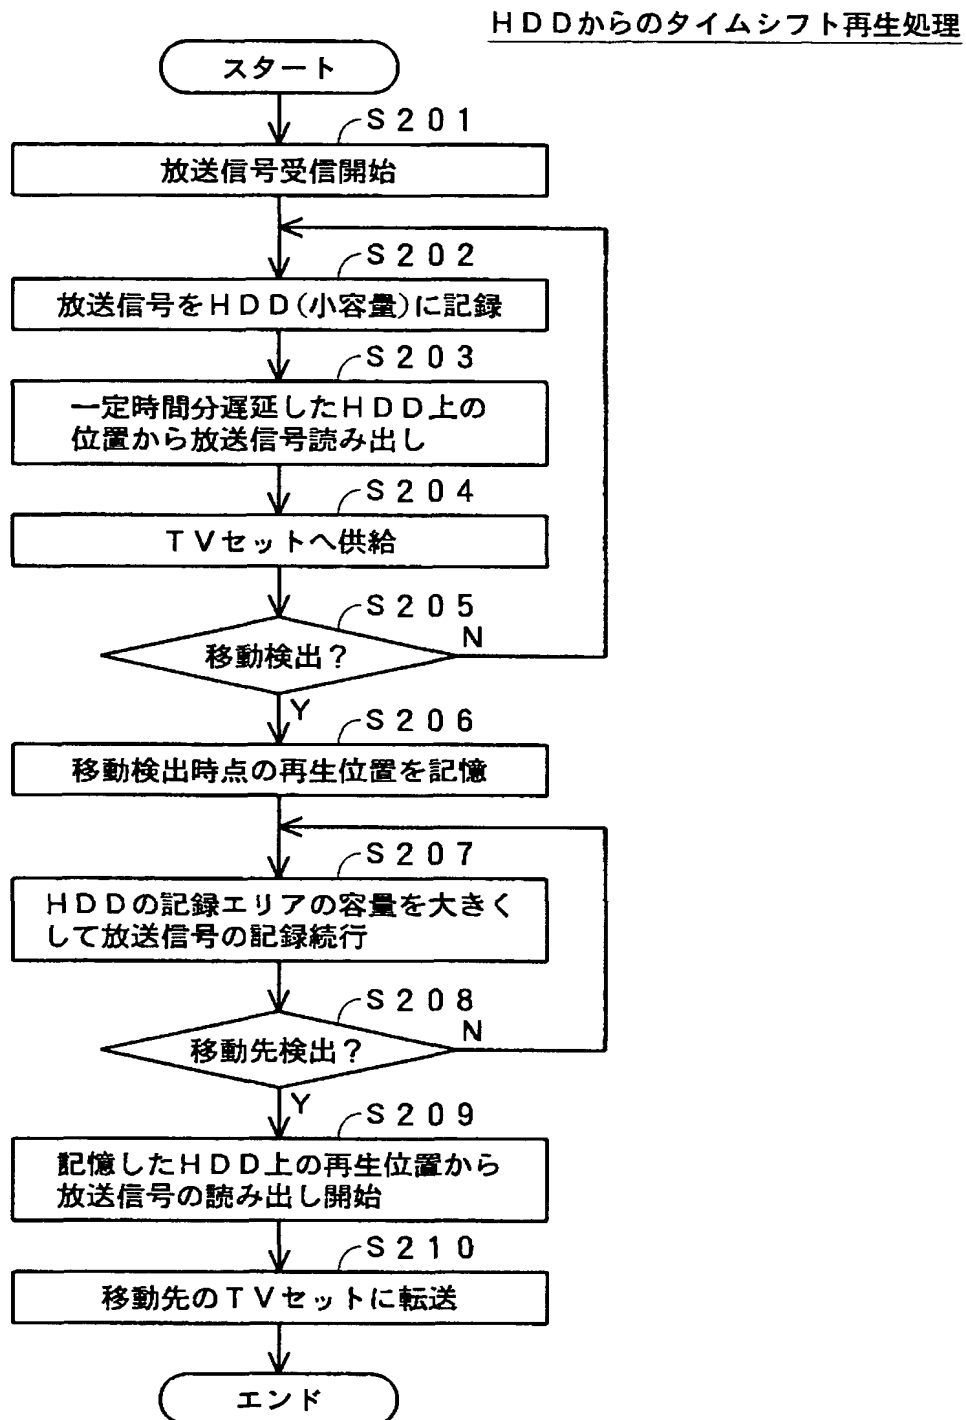 HDDからのタイムシフト再生処理
スタート
S201
放送信号受信開始
S202
放送信号をHDD(小容量)に記録
S203
一定時間分遅延したHDD上の
位置から放送信号読み出し
S204
TVセットへ供給
S205
移動検出?
N
Y
S206
移動検出時点の再生位置を記憶
S207
HDDの記録エリアの容量を大きく
して放送信号の記録続行
S208
移動先検出?
N
Y
S209
記憶したHDD上の再生位置から
放送信号の読み出し開始
S210
移動先のTVセットに転送
エンド